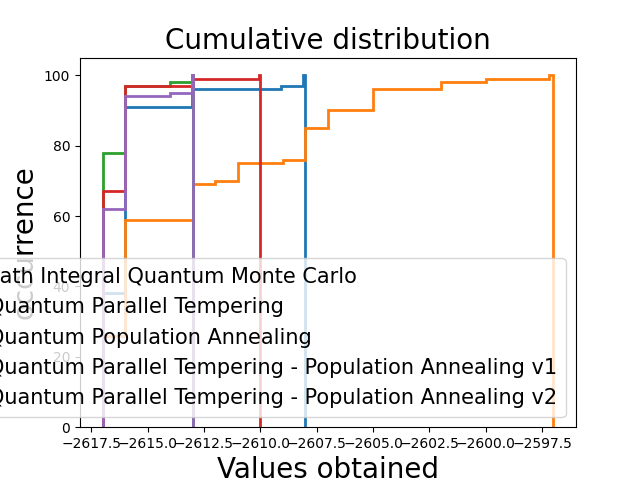 Cumulative distribution
100
80
60
40
20
0
occurrence
ath Integral Quantum Monte Carlo
Quantum Parallel Tempering
Quantum Population Annealing
Quantum Parallel Tempering - Population Annealing v1
Quantum Parallel Tempering - Population Annealing v2
−2617.5 −2615.0 −2612.5 −2610.0 −2607.5 −2605.0 −2602.5 −2600.0 −2597.5
Values obtained